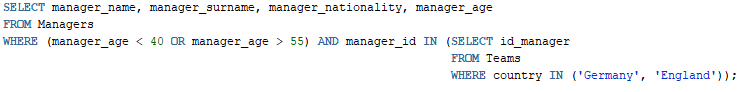 SELECT manager_name, manager_surname, manager_nationality, manager_age
FROM Managers
WHERE (manager_age < 40 OR manager_age > 55) AND manager_id IN (SELECT id_manager
FROM Teams
WHERE country IN ('Germany', 'England'));